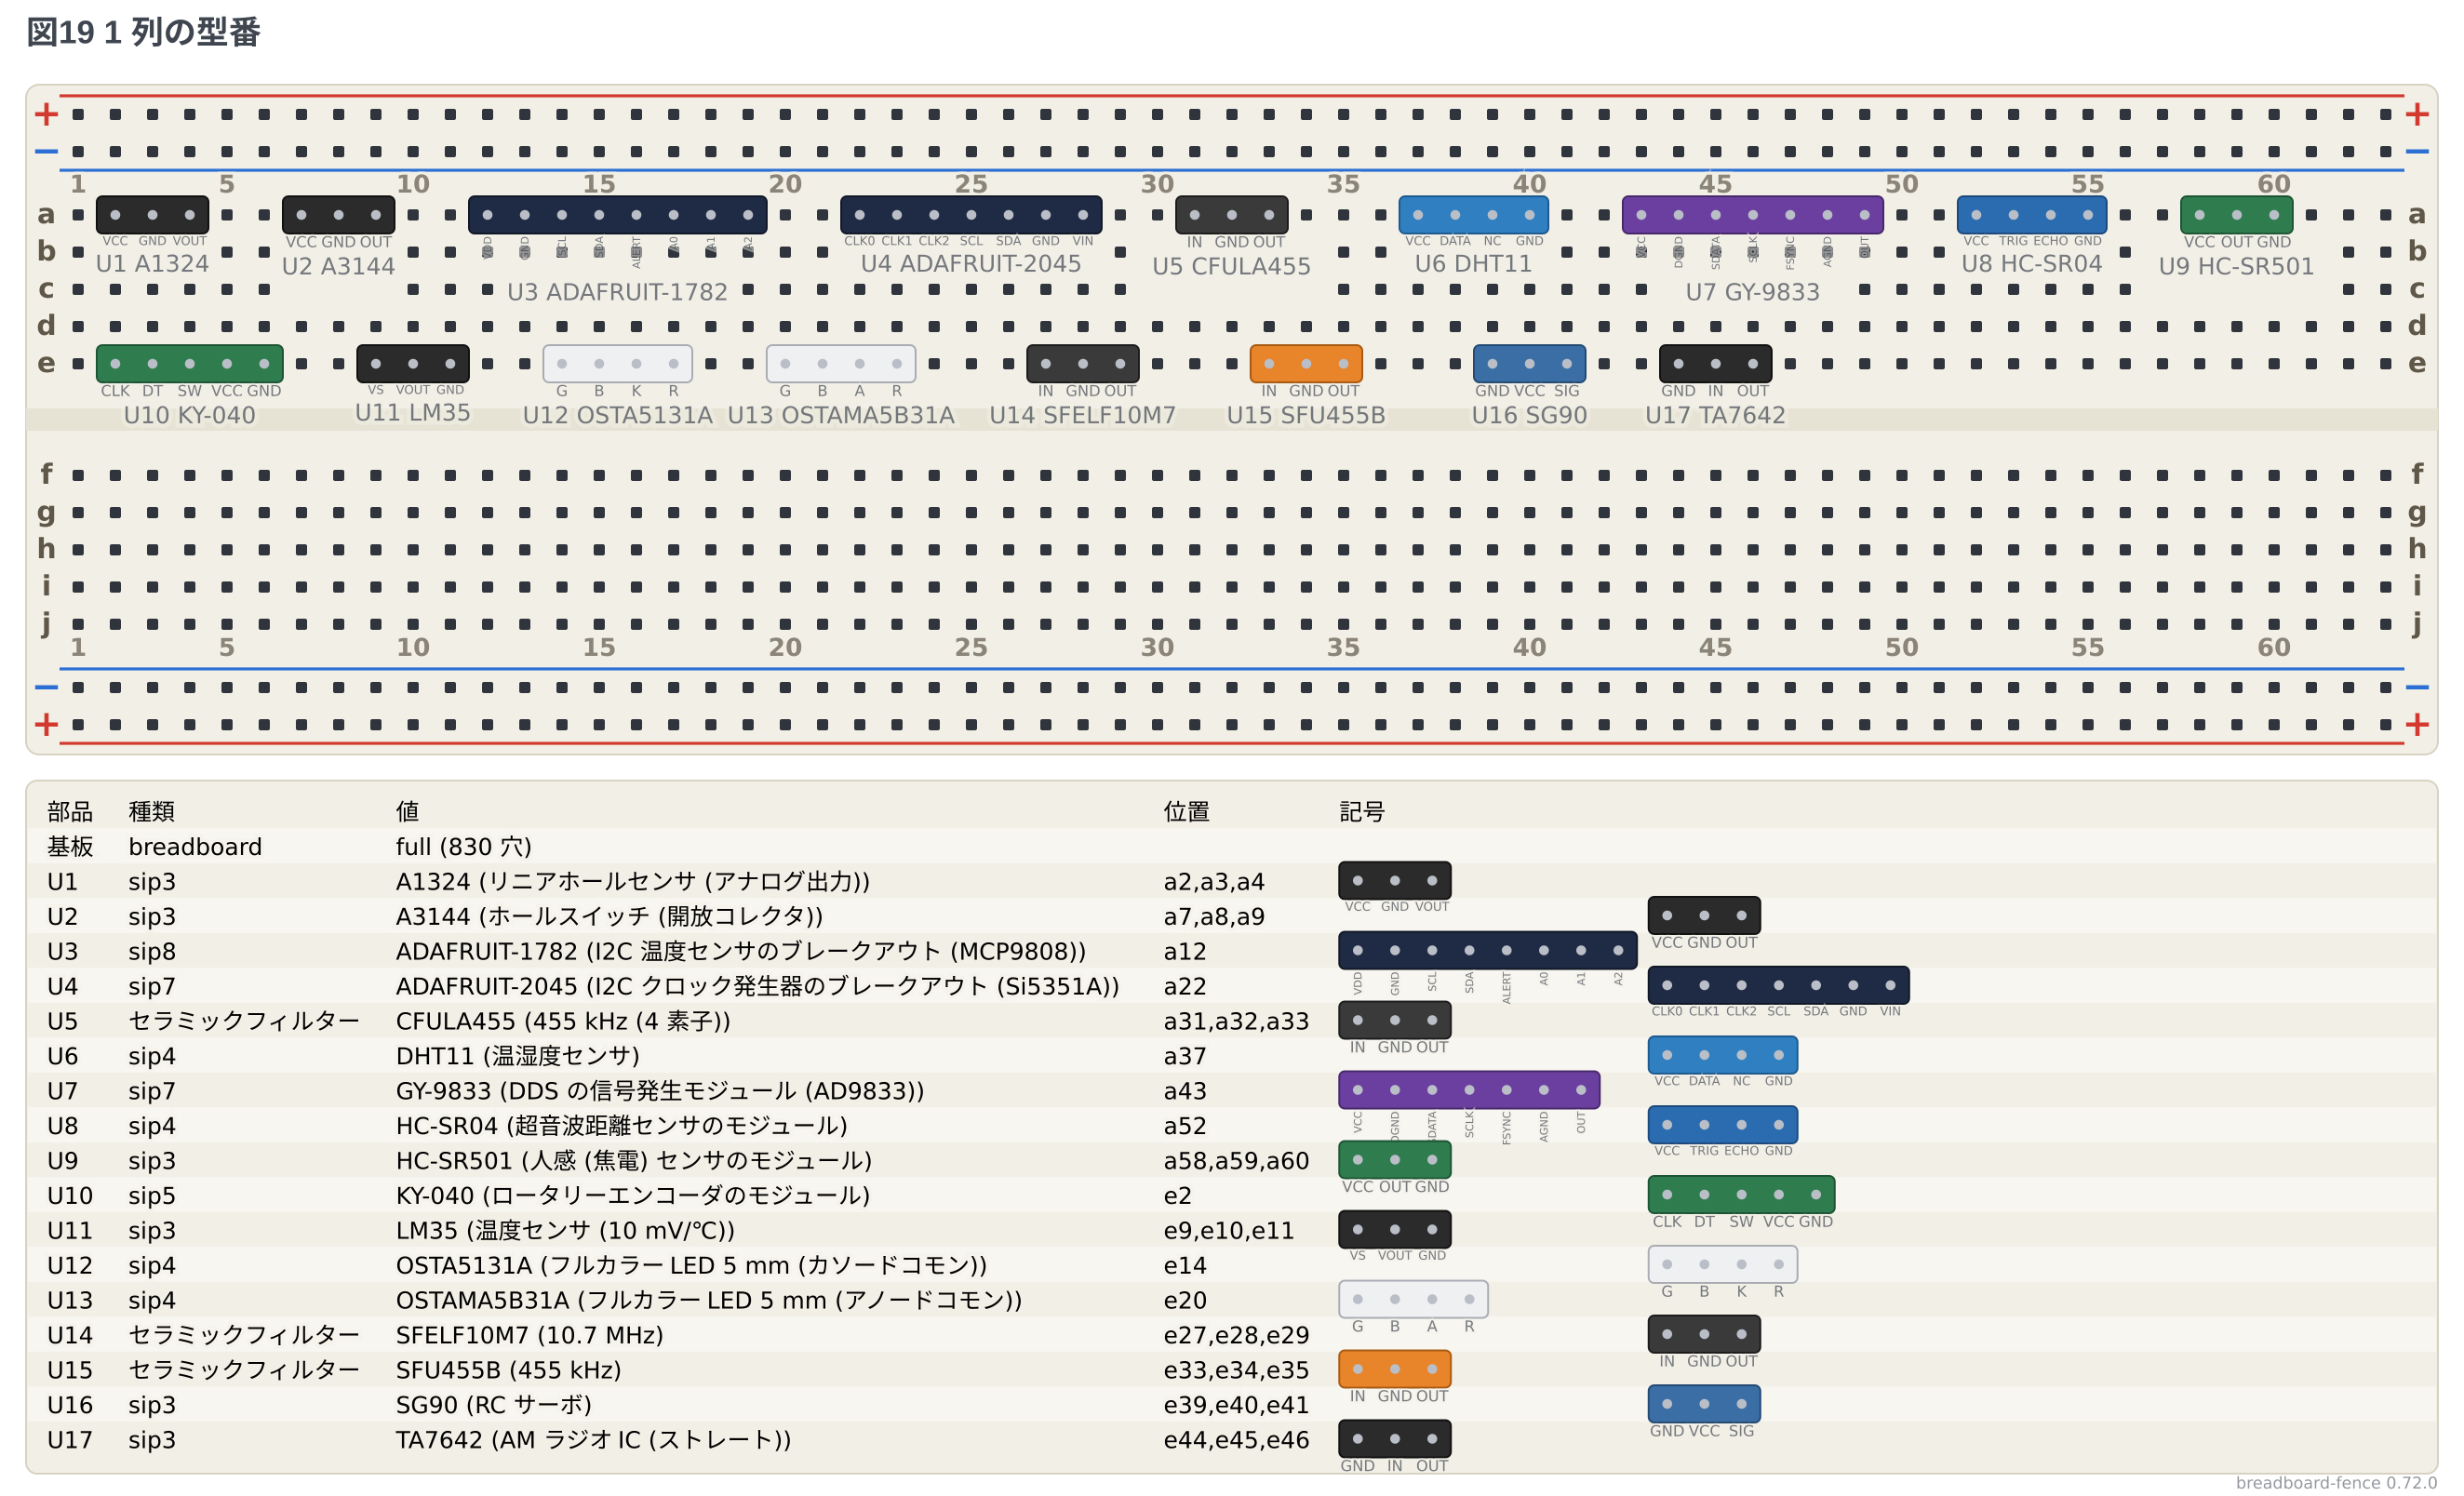 図19 1 列の型番
+ +
− −
1 5 10 15 20 25 30 35 40 45 50 55 60
a a
VCC GND VOUT VCC GND OUT VDD GND SCL SDA ALERT A0 A1 A2 CLK0 CLK1 CLK2 SCL SDA GND VIN IN GND OUT VCC DATA NC GND VCC DGND SDATA SCLK FSYNC AGND OUT VCC TRIG ECHO GND VCC OUT GND
b b
U1 A1324 U2 A3144 U4 ADAFRUIT-2045 U5 CFULA455 U6 DHT11 U8 HC-SR04 U9 HC-SR501
c U3 ADAFRUIT-1782 U7 GY-9833 c
d d
e e
CLK DT SW VCC GND VS VOUT GND G B K R G B A R IN GND OUT IN GND OUT GND VCC SIG GND IN OUT
U10 KY-040 U11 LM35 U12 OSTA5131A U13 OSTAMA5B31A U14 SFELF10M7 U15 SFU455B U16 SG90 U17 TA7642
f f
g g
h h
i i
j j
1 5 10 15 20 25 30 35 40 45 50 55 60
− −
+ +
部品 種類 値 位置 記号
基板 breadboard full (830 穴)
U1 sip3 A1324 (リニアホールセンサ (アナログ出力)) a2,a3,a4
VCC GND VOUT
U2 sip3 A3144 (ホールスイッチ (開放コレクタ)) a7,a8,a9
VCC GND OUT
U3 sip8 ADAFRUIT-1782 (I2C 温度センサのブレークアウト (MCP9808)) a12
VDD GND SCL SDA ALERT A0 A1 A2
U4 sip7 ADAFRUIT-2045 (I2C クロック発生器のブレークアウト (Si5351A)) a22
CLK0 CLK1 CLK2 SCL SDA GND VIN
U5 セラミックフィルター CFULA455 (455 kHz (4 素子)) a31,a32,a33
IN GND OUT
U6 sip4 DHT11 (温湿度センサ) a37
VCC DATA NC GND
U7 sip7 GY-9833 (DDS の信号発生モジュール (AD9833)) a43
VCC DGND SDATA SCLK FSYNC AGND OUT
U8 sip4 HC-SR04 (超音波距離センサのモジュール) a52
VCC TRIG ECHO GND
U9 sip3 HC-SR501 (人感 (焦電) センサのモジュール) a58,a59,a60
VCC OUT GND
U10 sip5 KY-040 (ロータリーエンコーダのモジュール) e2
CLK DT SW VCC GND
U11 sip3 LM35 (温度センサ (10 mV/℃)) e9,e10,e11
VS VOUT GND
U12 sip4 OSTA5131A (フルカラー LED 5 mm (カソードコモン)) e14
G B K R
U13 sip4 OSTAMA5B31A (フルカラー LED 5 mm (アノードコモン)) e20
G B A R
U14 セラミックフィルター SFELF10M7 (10.7 MHz) e27,e28,e29
IN GND OUT
U15 セラミックフィルター SFU455B (455 kHz) e33,e34,e35
IN GND OUT
U16 sip3 SG90 (RC サーボ) e39,e40,e41
GND VCC SIG
U17 sip3 TA7642 (AM ラジオ IC (ストレート)) e44,e45,e46
GND IN OUT
breadboard-fence 0.72.0